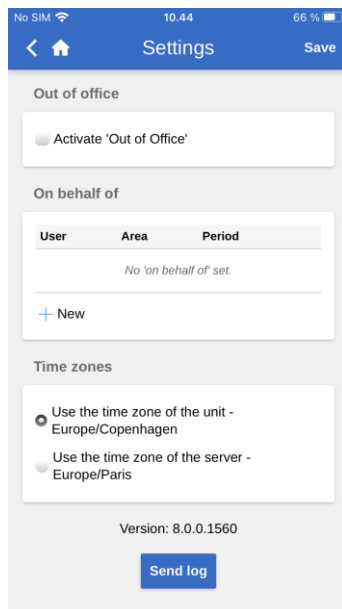 No SIM 10.44 66 %
Settings Save
Out of office
Activate 'Out of Office'
On behalf of
User Area Period
No 'on behalf of' set.
New
Time zones
Use the time zone of the unit -
Europe/Copenhagen
Use the time zone of the server -
Europe/Paris
Version: 8.0.0.1560
Send log